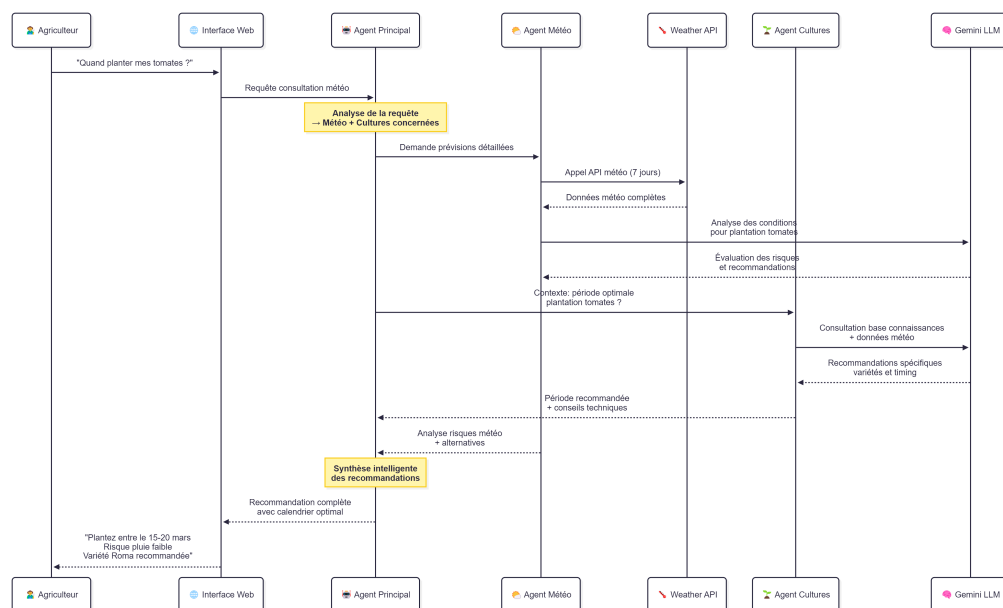 Agriculteur
Interface Web
Agent Principal
Agent Météo
Weather API
Agent Cultures
Gemini LLM
"Quand planter mes tomates ?"
Requête consultation météo
Analyse de la requête
→ Météo + Cultures concernées
Demande prévisions détaillées
Appel API météo (7 jours)
Données météo complètes
Analyse des conditions
pour plantation tomates
Évaluation des risques
et recommandations
Contexte: période optimale
plantation tomates ?
Consultation base connaissances
+ données météo
Recommandations spécifiques
variétés et timing
Période recommandée
+ conseils techniques
Analyse risques météo
+ alternatives
Synthèse intelligente
des recommandations
Recommandation complète
avec calendrier optimal
"Plantez entre le 15-20 mars
Risque pluie faible
Variété Roma recommandée"
Agriculteur
Interface Web
Agent Principal
Agent Météo
Weather API
Agent Cultures
Gemini LLM